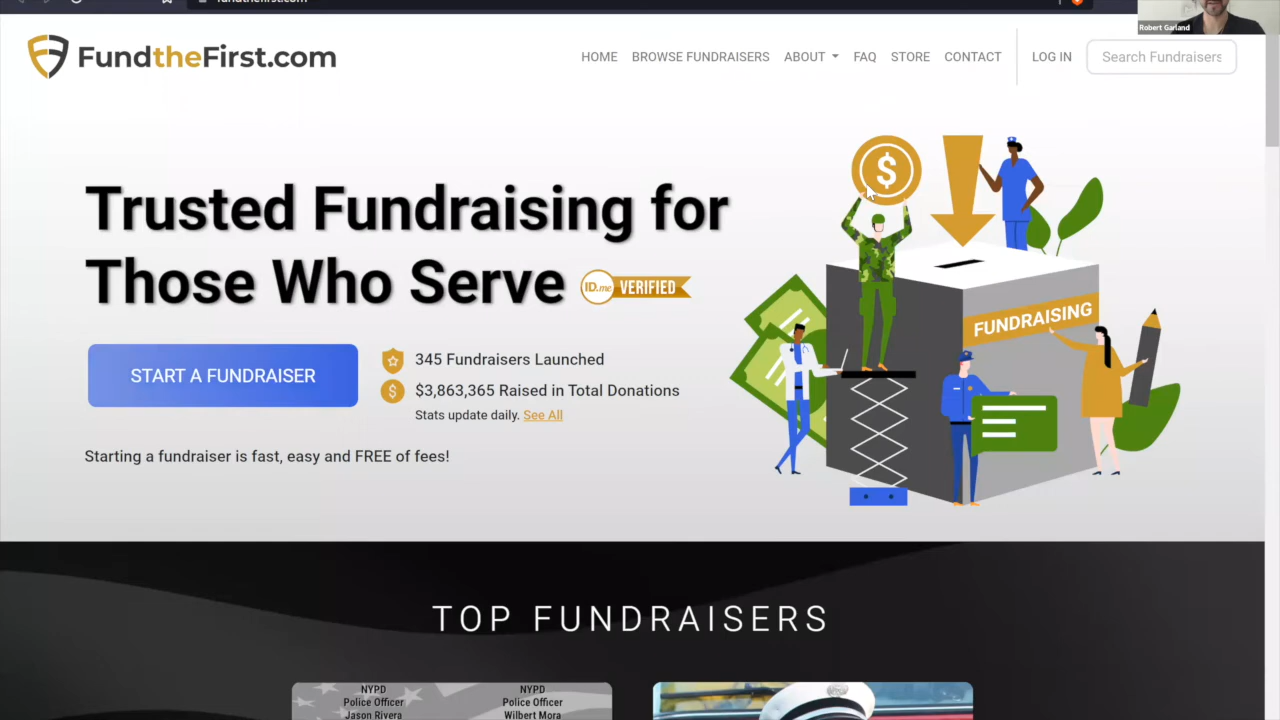 fundthefirst.com
Robert Garland
FundtheFirst.com
HOME BROWSE FUNDRAISERS ABOUT FAQ STORE CONTACT LOG IN Search Fundraisers
$
Trusted Fundraising for
Those Who Serve
ID.me VERIFIED
FUNDRAISING
START A FUNDRAISER
345 Fundraisers Launched
$ $3,863,365 Raised in Total Donations
Stats update daily. See All
Starting a fundraiser is fast, easy and FREE of fees!
TOP FUNDRAISERS
NYPD NYPD
Police Officer Police Officer
Jason Rivera Wilbert Mora